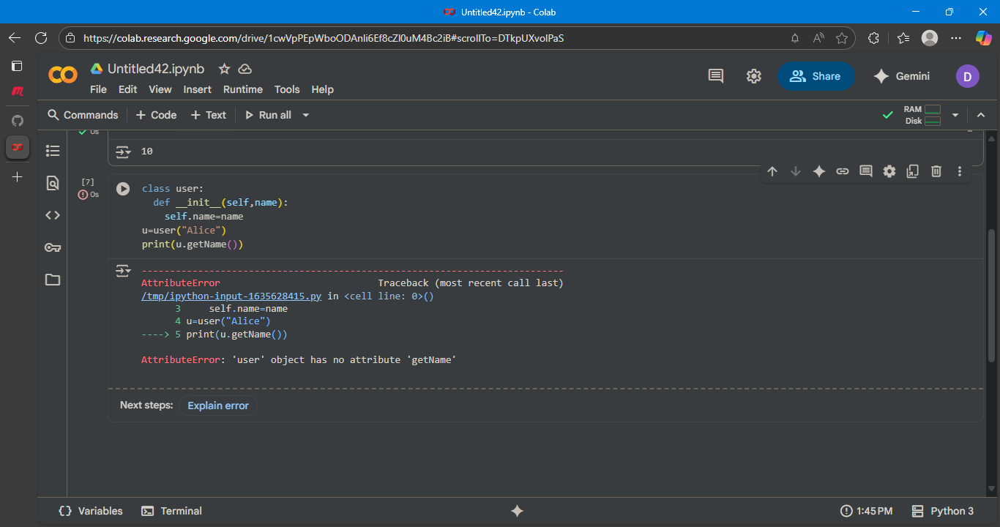 Untitled42.ipynb - Colab
https://colab.research.google.com/drive/1cwVpPEpWboODAnli6Ef8cZl0uM4Bc2iB#scrollTo=DTkpUXvolPaS
Untitled42.ipynb
File Edit View Insert Runtime Tools Help
Share
Gemini
D
Commands + Code + Text Run all
RAM
Disk
0s
10
[7]
0s
class user:
  def __init__(self,name):
    self.name=name
u=user("Alice")
print(u.getName())
---------------------------------------------------------------------------
AttributeError                            Traceback (most recent call last)
/tmp/ipython-input-1635628415.py in <cell line: 0>()
      3     self.name=name
      4 u=user("Alice")
----> 5 print(u.getName())
AttributeError: 'user' object has no attribute 'getName'
Next steps: Explain error
Variables Terminal
1:45 PM Python 3